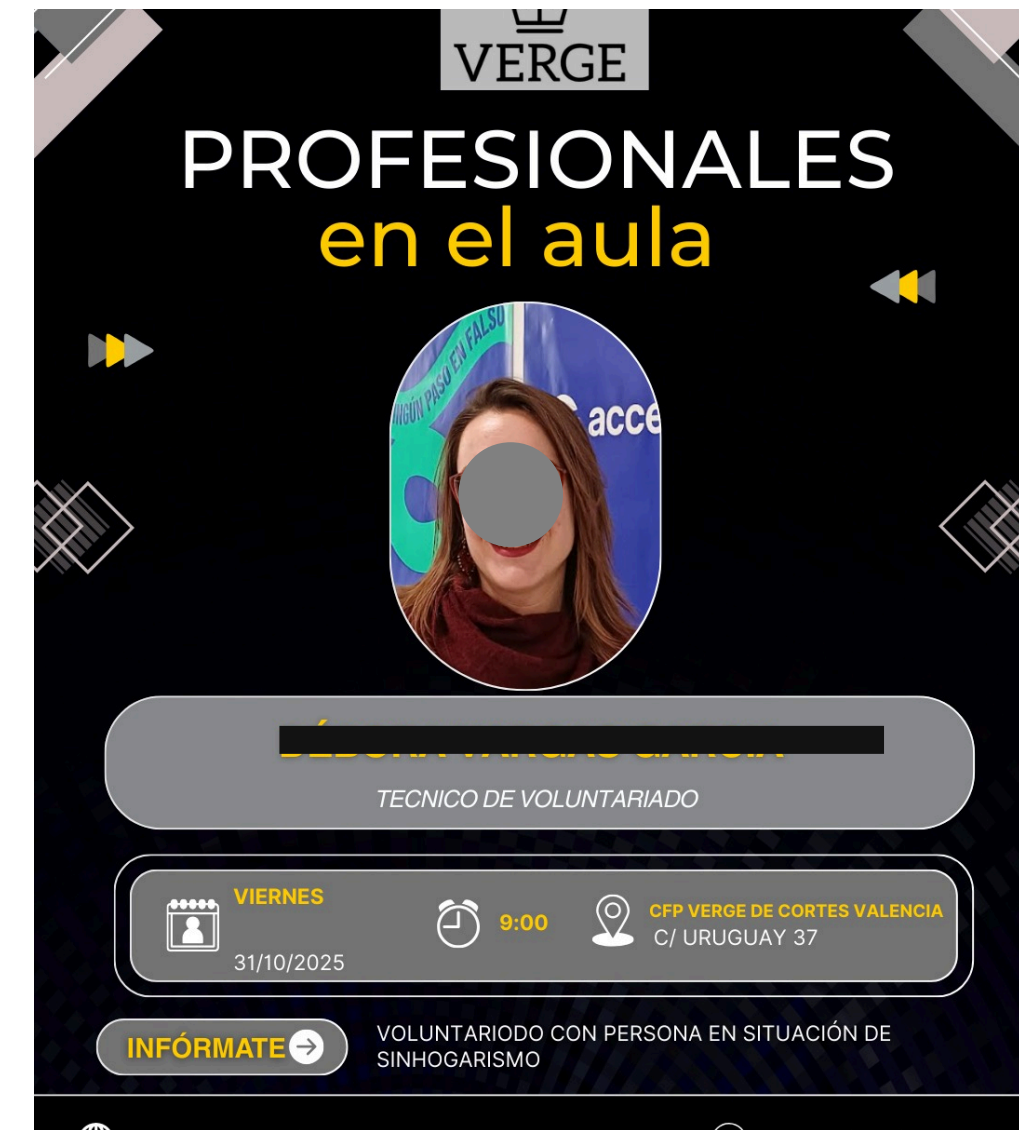 VERGE
PROFESIONALES
en el aula
NINGÚN PASO EN FALSO
acce
TECNICO DE VOLUNTARIADO
VIERNES
31/10/2025
9:00
CFP VERGE DE CORTES VALENCIA
C/ URUGUAY 37
INFÓRMATE
VOLUNTARIODO CON PERSONA EN SITUACIÓN DE
SINHOGARISMO